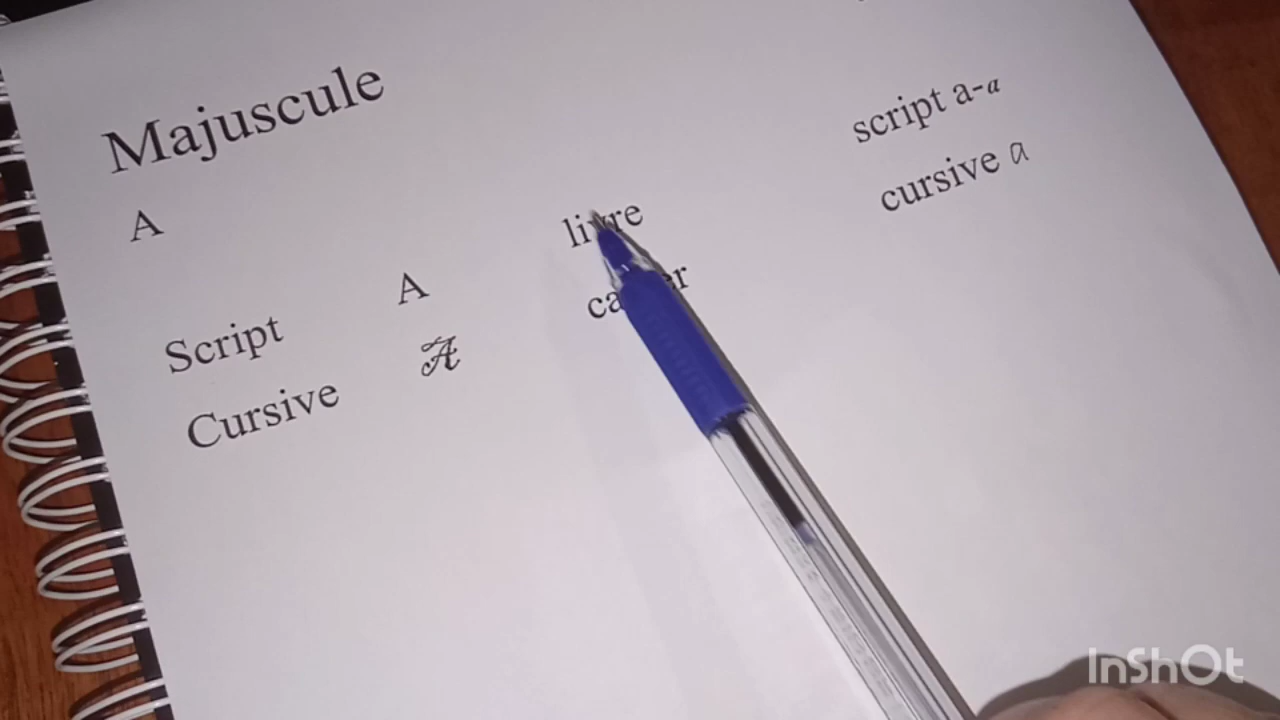 Majuscule
A
Script A livre
Cursive 𝒜
script a-𝒂
cursive 𝒶
InShOt